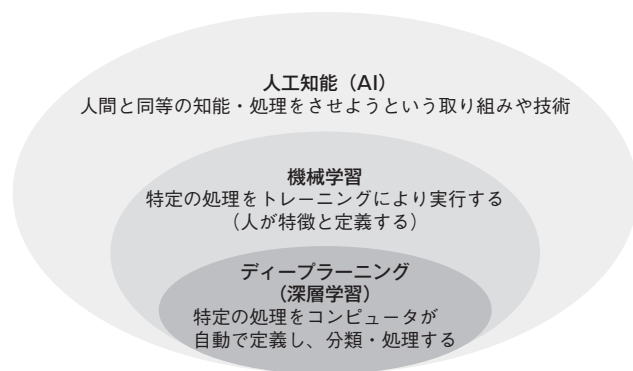 人工知能（AI）
人間と同等の知能・処理をさせようという取り組みや技術
機械学習
特定の処理をトレーニングにより実行する
（人が特徴と定義する）
ディープラーニング
（深層学習）
特定の処理をコンピュータが
自動で定義し、分類・処理する